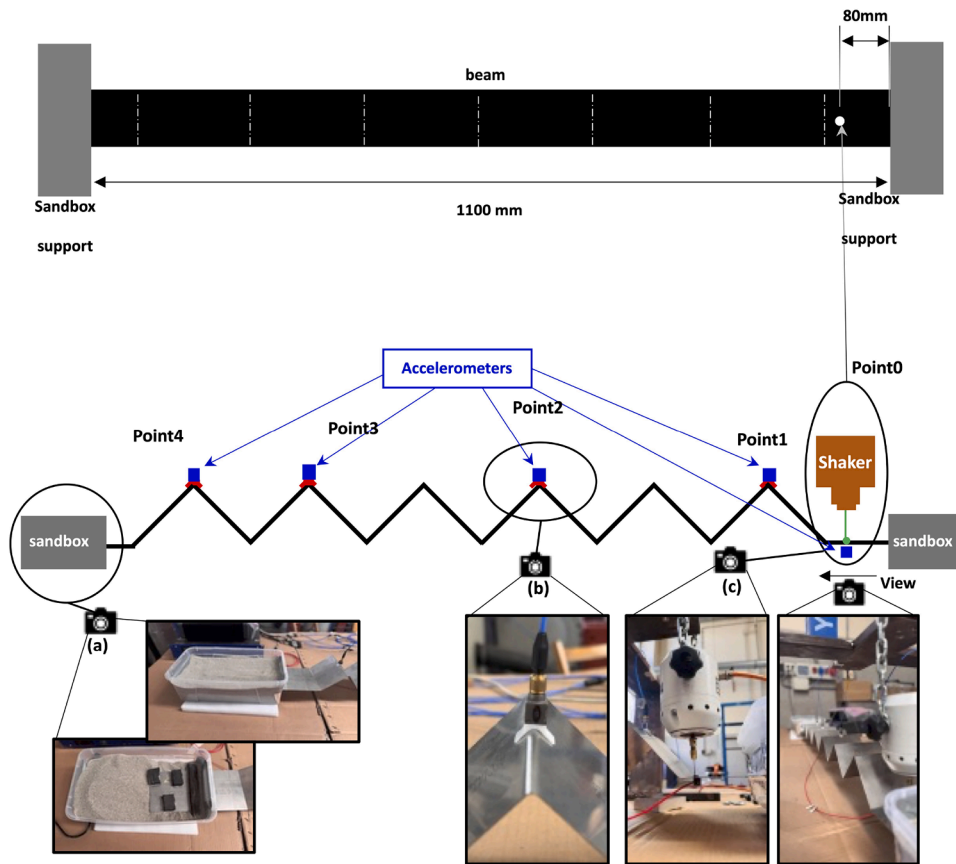 80mm
beam
Sandbox
support
1100 mm
Sandbox
support
Point0
Accelerometers
Point2
Point3
Point4
Point1
Shaker
sandbox
sandbox
(b)
(c)
View
(a)
Y